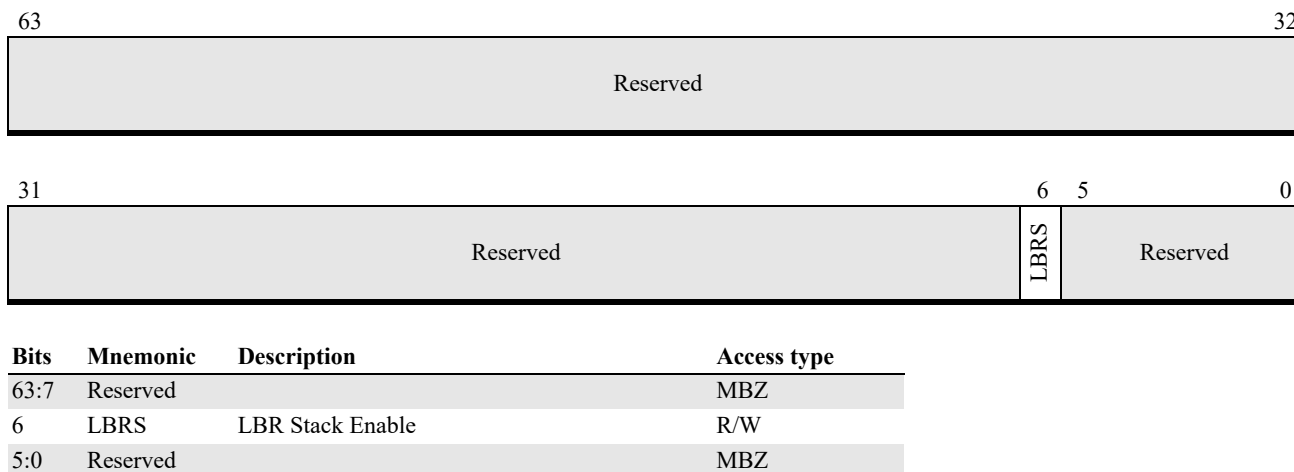 63 32
Reserved
31 6 5 0
Reserved LBRS Reserved
Bits Mnemonic Description Access type
63:7 Reserved MBZ
6 LBRS LBR Stack Enable R/W
5:0 Reserved MBZ